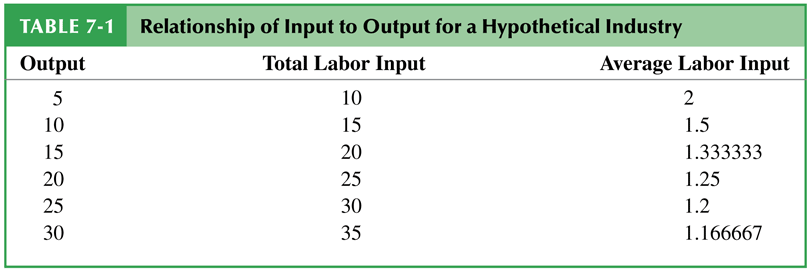 TABLE 7-1 Relationship of Input to Output for a Hypothetical Industry
Output Total Labor Input Average Labor Input
5 10 2
10 15 1.5
15 20 1.333333
20 25 1.25
25 30 1.2
30 35 1.166667